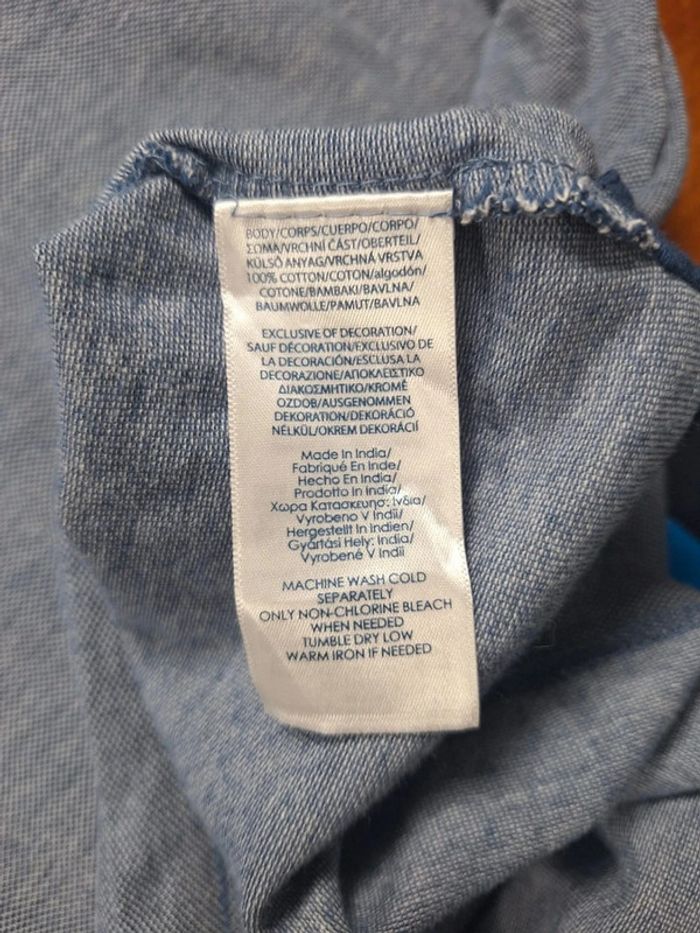 BODY/CORPS/CUERPO/CORPO/
ΣΩΜΑ/VRCHNÍ ČÁST/OBERTEIL/
KÜLSŐ ANYAG/VRCHNÁ VRSTVA
100% COTTON/COTON/algodón/
COTONE/BAMBAKI/BAVLNA/
BAUMWOLLE/PAMUT/BAVLNA
EXCLUSIVE OF DECORATION/
SAUF DÉCORATION/EXCLUSIVO DE
LA DECORACIÓN/ESCLUSA LA
DECORAZIONE/ΑΠΟΚΛΕΙΣΤΙΚΟ
ΔΙΑΚΟΣΜΗΤΙΚΟ/KROMĚ
OZDOB/AUSGENOMMEN
DEKORATION/DEKORÁCIÓ
NÉLKÜL/OKREM DEKORÁCIÍ
Made In India/
Fabriqué En Inde/
Hecho En India/
Prodotto In India/
Χωρα Κατασκευησ: Ινδια/
Vyrobeno V Indii/
Hergestellt In Indien/
Gyártási Hely: India/
Vyrobené V Indii
MACHINE WASH COLD
SEPARATELY
ONLY NON-CHLORINE BLEACH
WHEN NEEDED
TUMBLE DRY LOW
WARM IRON IF NEEDED